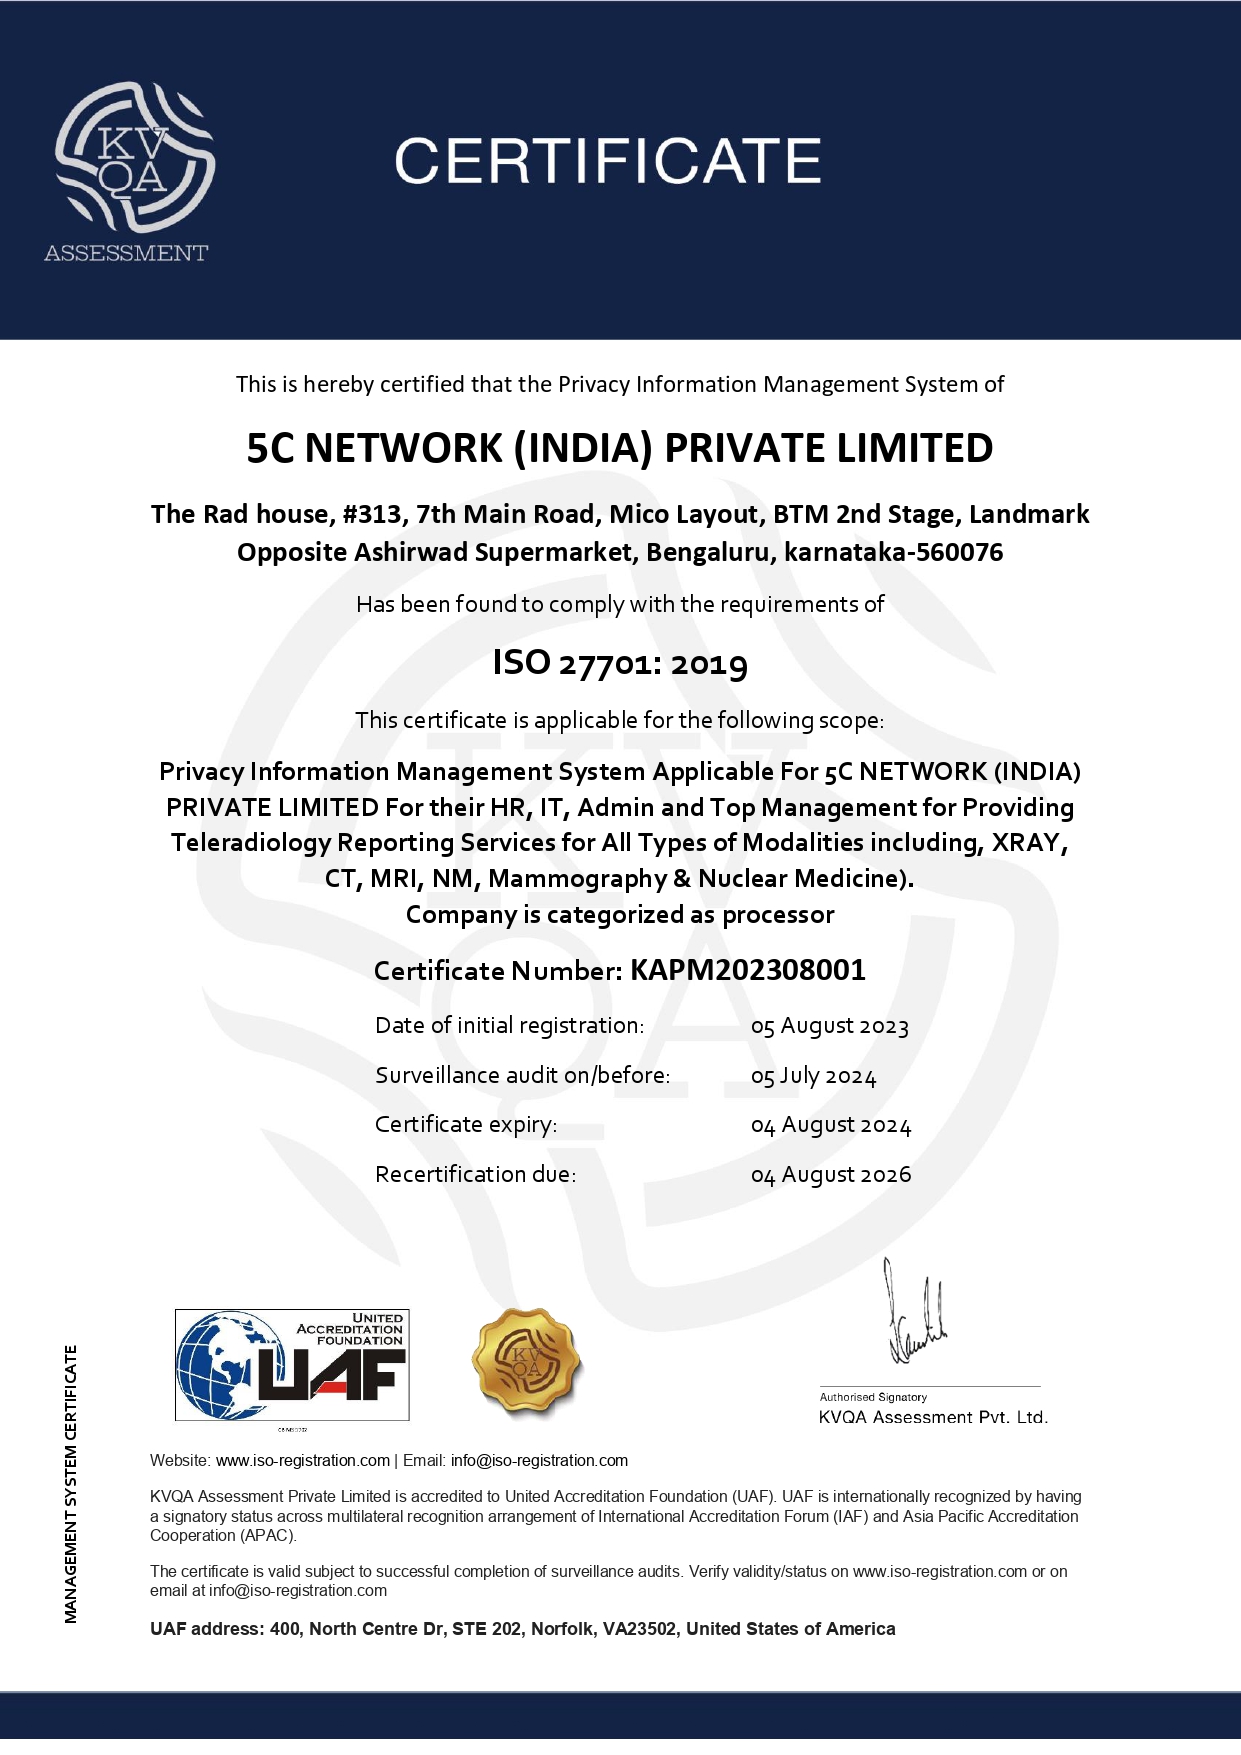 KV
QA
ASSESSMENT
CERTIFICATE
This is hereby certified that the Privacy Information Management System of
5C NETWORK (INDIA) PRIVATE LIMITED
The Rad house, #313, 7th Main Road, Mico Layout, BTM 2nd Stage, Landmark
Opposite Ashirwad Supermarket, Bengaluru, karnataka-560076
Has been found to comply with the requirements of
ISO 27701: 2019
This certificate is applicable for the following scope:
Privacy Information Management System Applicable For 5C NETWORK (INDIA)
PRIVATE LIMITED For their HR, IT, Admin and Top Management for Providing
Teleradiology Reporting Services for All Types of Modalities including, XRAY,
CT, MRI, NM, Mammography & Nuclear Medicine).
Company is categorized as processor
Certificate Number: KAPM202308001
Date of initial registration: 05 August 2023
Surveillance audit on/before: 05 July 2024
Certificate expiry: 04 August 2024
Recertification due: 04 August 2026
UNITED
ACCREDITATION
FOUNDATION
UAF
KV
QA
Authorised Signatory
KVQA Assessment Pvt. Ltd.
MANAGEMENT SYSTEM CERTIFICATE
Website: www.iso-registration.com | Email: info@iso-registration.com
KVQA Assessment Private Limited is accredited to United Accreditation Foundation (UAF). UAF is internationally recognized by having
a signatory status across multilateral recognition arrangement of International Accreditation Forum (IAF) and Asia Pacific Accreditation
Cooperation (APAC).
The certificate is valid subject to successful completion of surveillance audits. Verify validity/status on www.iso-registration.com or on
email at info@iso-registration.com
UAF address: 400, North Centre Dr, STE 202, Norfolk, VA23502, United States of America